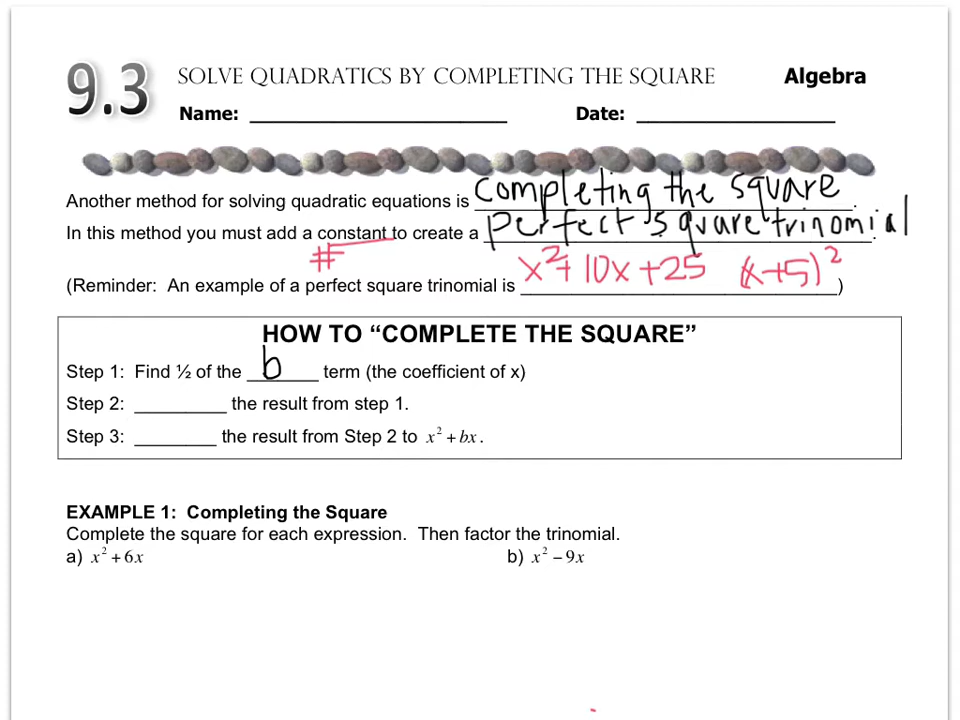 9.3 SOLVE QUADRATICS BY COMPLETING THE SQUARE Algebra
Name: ______________________ Date: _________________
Another method for solving quadratic equations is completing the square.
In this method you must add a constant to create a perfect square trinomial.
#
(Reminder: An example of a perfect square trinomial is x²+10x+25 (x+5)²)
HOW TO “COMPLETE THE SQUARE”
Step 1: Find ½ of the b term (the coefficient of x)
Step 2: _________ the result from step 1.
Step 3: ________ the result from Step 2 to x² + bx.
EXAMPLE 1: Completing the Square
Complete the square for each expression. Then factor the trinomial.
a) x² + 6x b) x² − 9x